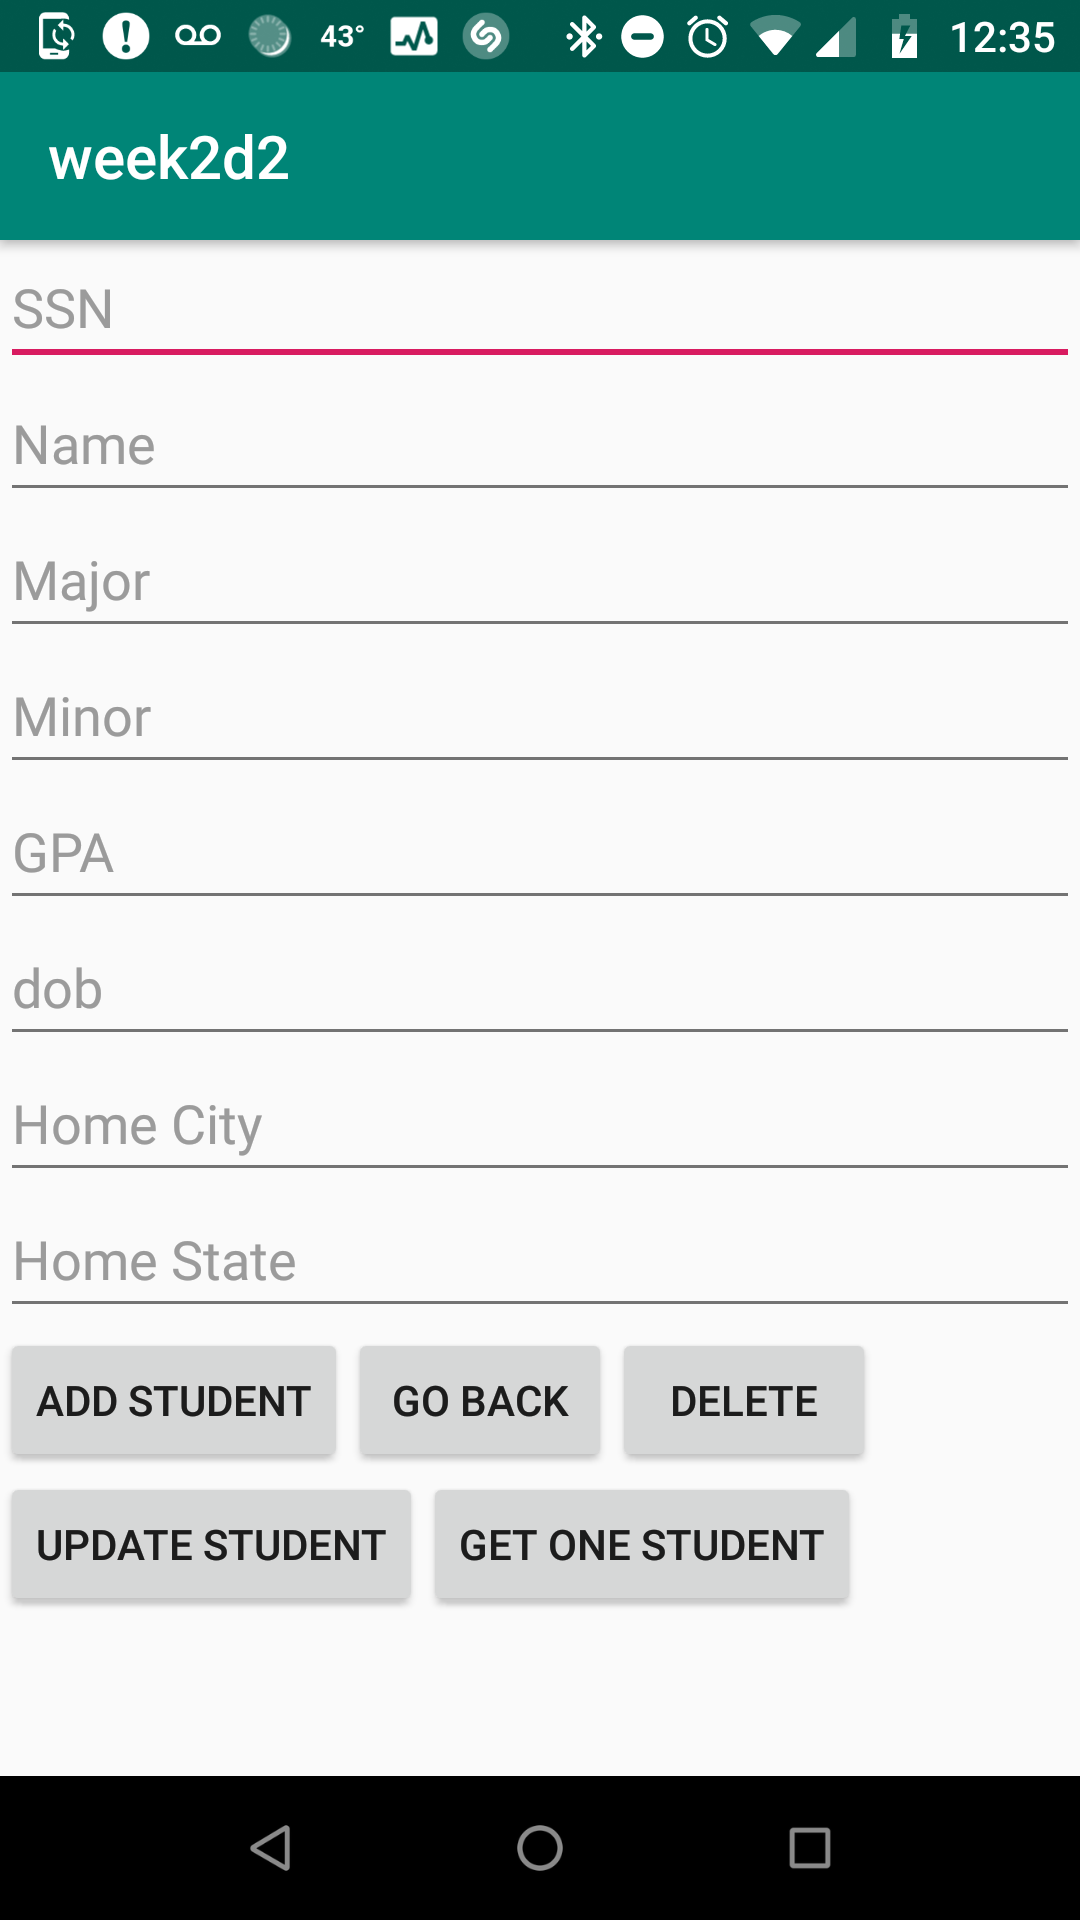 43° 12:35
week2d2
SSN
Name
Major
Minor
GPA
dob
Home City
Home State
ADD STUDENT GO BACK DELETE
UPDATE STUDENT GET ONE STUDENT